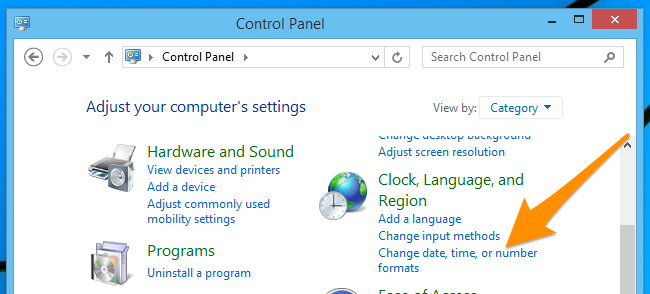 Control Panel
Control Panel
Search Control Panel
Adjust your computer's settings
View by: Category
Hardware and Sound
View devices and printers
Add a device
Adjust commonly used
mobility settings
Programs
Uninstall a program
Change desktop background
Adjust screen resolution
Clock, Language, and
Region
Add a language
Change input methods
Change date, time, or number
formats
Ease of Access